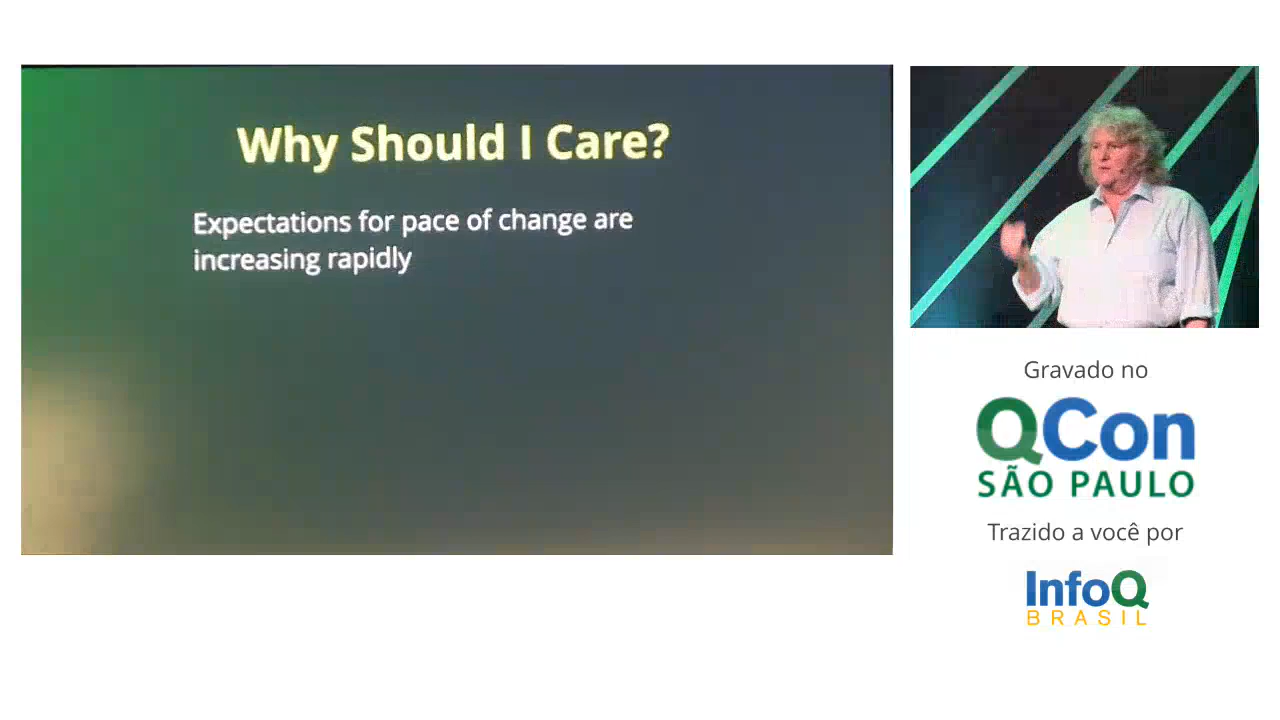 Why Should I Care?
Expectations for pace of change are
increasing rapidly
Gravado no
QCon
SÃO PAULO
Trazido a você por
InfoQ
BRASIL